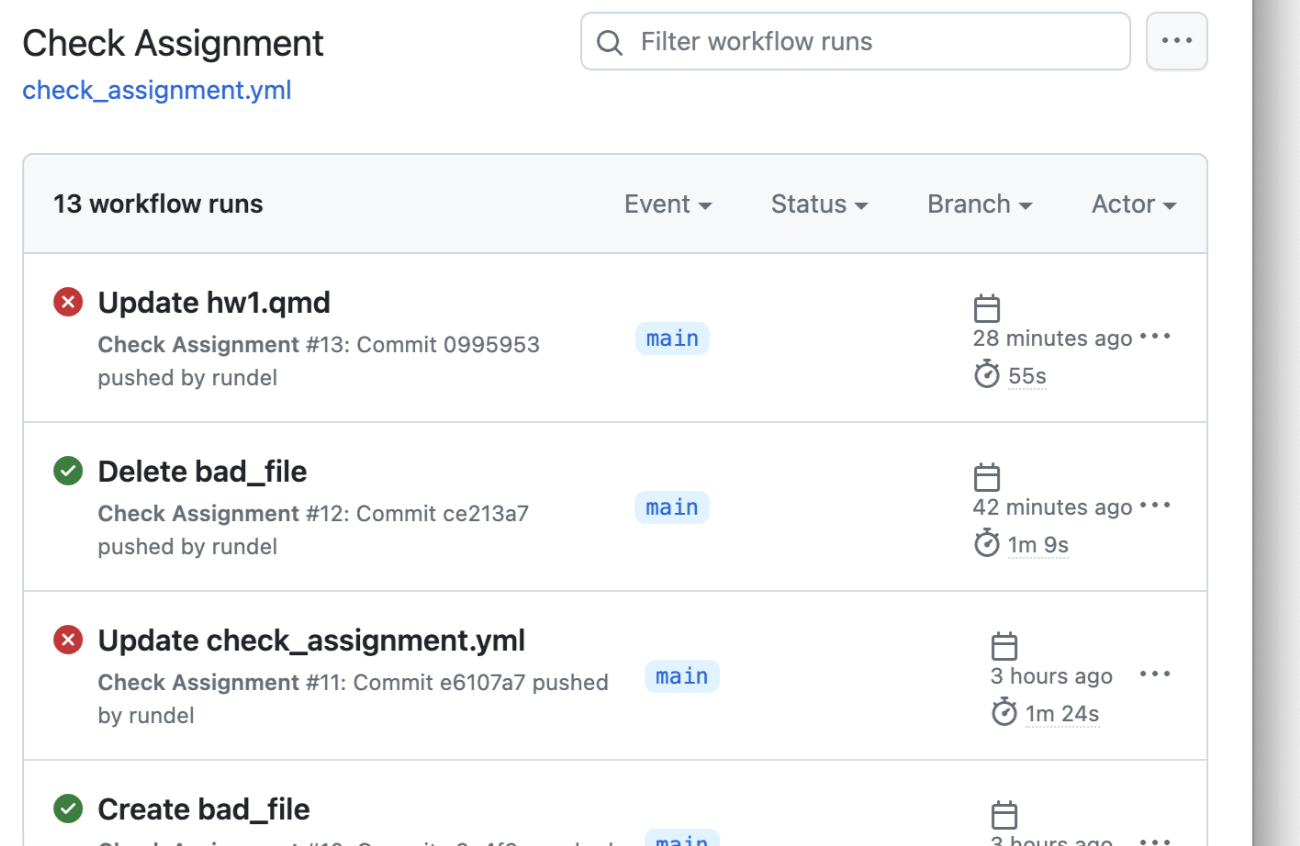 Check Assignment
Filter workflow runs
check_assignment.yml
13 workflow runs
Event
Status
Branch
Actor
Update hw1.qmd
Check Assignment #13: Commit 0995953
pushed by rundel
main
28 minutes ago
55s
Delete bad_file
Check Assignment #12: Commit ce213a7
pushed by rundel
main
42 minutes ago
1m 9s
Update check_assignment.yml
Check Assignment #11: Commit e6107a7 pushed
by rundel
main
3 hours ago
1m 24s
Create bad_file
main
3 hours ago